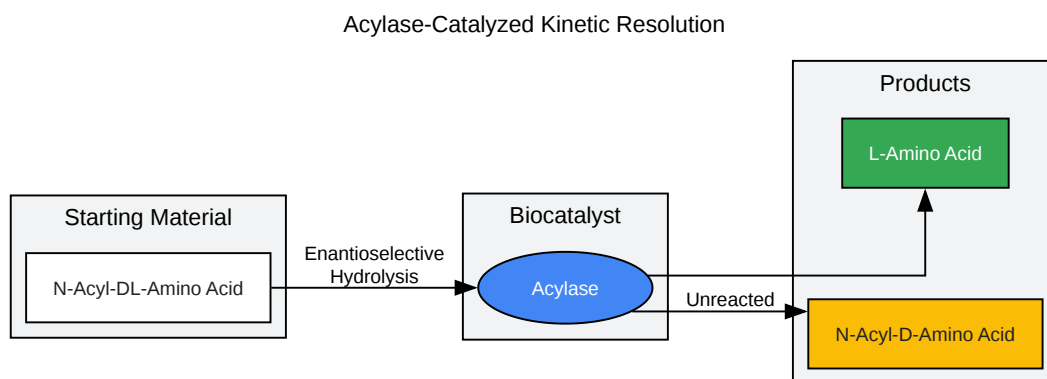 Acylase-Catalyzed Kinetic Resolution
Products
L-Amino Acid
Starting Material
Biocatalyst
Enantioselective
Hydrolysis
N-Acyl-DL-Amino Acid
Acylase
Unreacted
N-Acyl-D-Amino Acid